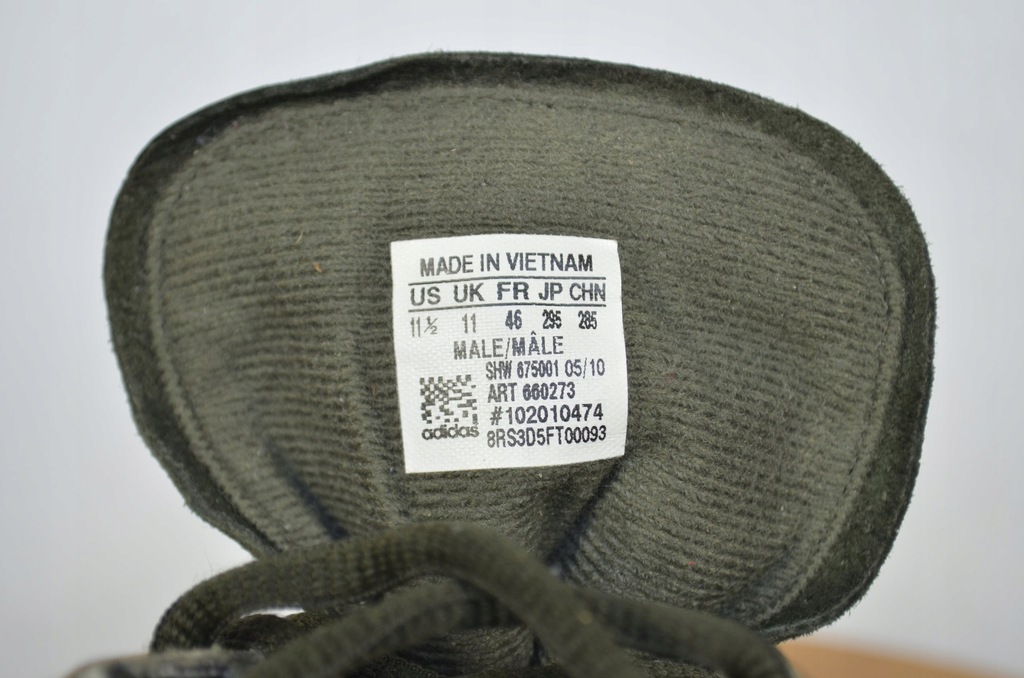 MADE IN VIETNAM
US UK FR JP CHN
11½ 11 46 295 285
MALE/MÂLE
SHW 675001 05/10
ART 660273
#102010474
adidas 8RS3D5FT00093